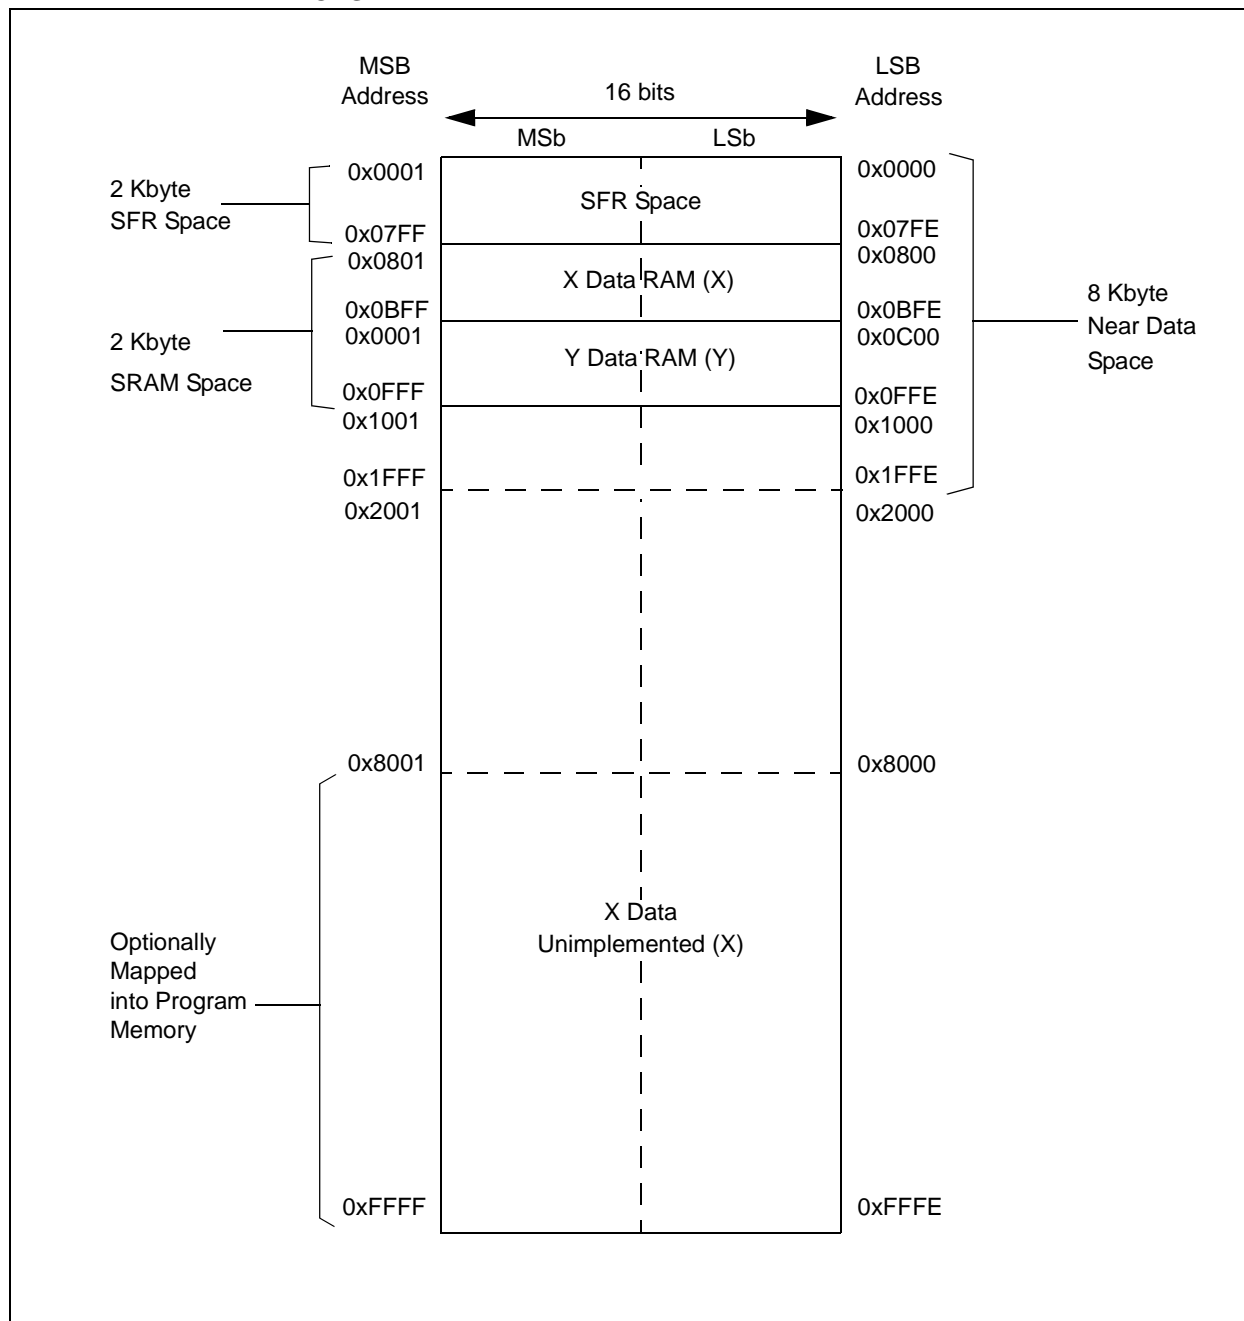 MSB
Address
16 bits
LSB
Address
MSb
LSb
2 Kbyte
SFR Space
0x0001
SFR Space
0x0000
0x07FF
0x07FE
0x0801
0x0800
X Data RAM (X)
2 Kbyte
SRAM Space
0x0BFF
0x0BFE
0x0001
0x0C00
Y Data RAM (Y)
0x0FFF
0x0FFE
0x1001
0x1000
8 Kbyte
Near Data
Space
0x1FFF
0x1FFE
0x2001
0x2000
0x8001
0x8000
X Data
Unimplemented (X)
Optionally
Mapped
into Program
Memory
0xFFFF
0xFFFE